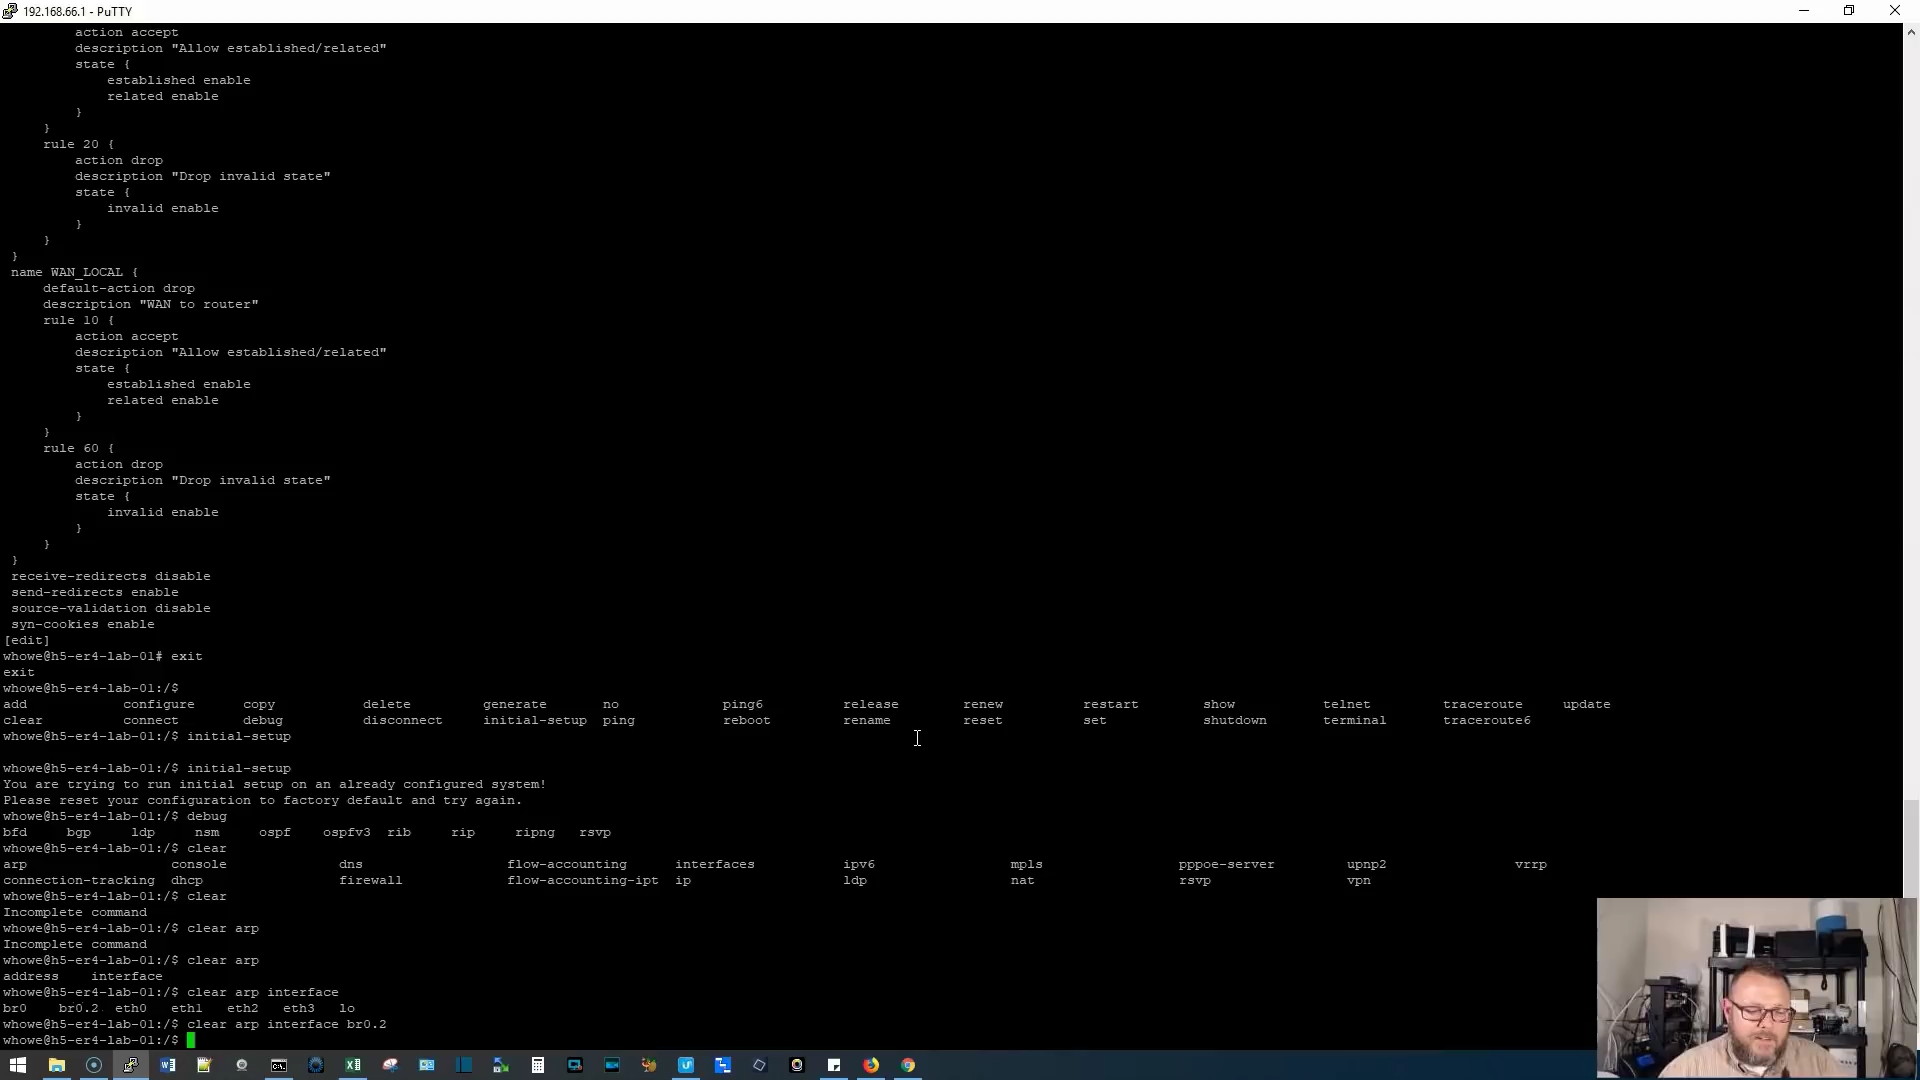 192.168.66.1 - PuTTY
action accept
description "Allow established/related"
state {
established enable
related enable
}
}
rule 20 {
action drop
description "Drop invalid state"
state {
invalid enable
}
}
}
name WAN_LOCAL {
default-action drop
description "WAN to router"
rule 10 {
action accept
description "Allow established/related"
state {
established enable
related enable
}
}
rule 60 {
action drop
description "Drop invalid state"
state {
invalid enable
}
}
}
receive-redirects disable
send-redirects enable
source-validation disable
syn-cookies enable
[edit]
whowe@h5-er4-lab-01# exit
exit
whowe@h5-er4-lab-01:/$
add configure copy delete generate no ping6 release renew restart show telnet traceroute update
clear connect debug disconnect initial-setup ping reboot rename reset set shutdown terminal traceroute6
whowe@h5-er4-lab-01:/$ initial-setup
whowe@h5-er4-lab-01:/$ initial-setup
You are trying to run initial setup on an already configured system!
Please reset your configuration to factory default and try again.
whowe@h5-er4-lab-01:/$ debug
bfd bgp ldp nsm ospf ospfv3 rib rip ripng rsvp
whowe@h5-er4-lab-01:/$ clear
arp console dns flow-accounting interfaces ipv6 mpls pppoe-server upnp2 vrrp
connection-tracking dhcp firewall flow-accounting-ipt ip ldp nat rsvp vpn
whowe@h5-er4-lab-01:/$ clear
Incomplete command
whowe@h5-er4-lab-01:/$ clear arp
Incomplete command
whowe@h5-er4-lab-01:/$ clear arp
address interface
whowe@h5-er4-lab-01:/$ clear arp interface
br0 br0.2 eth0 eth1 eth2 eth3 lo
whowe@h5-er4-lab-01:/$ clear arp interface br0.2
whowe@h5-er4-lab-01:/$